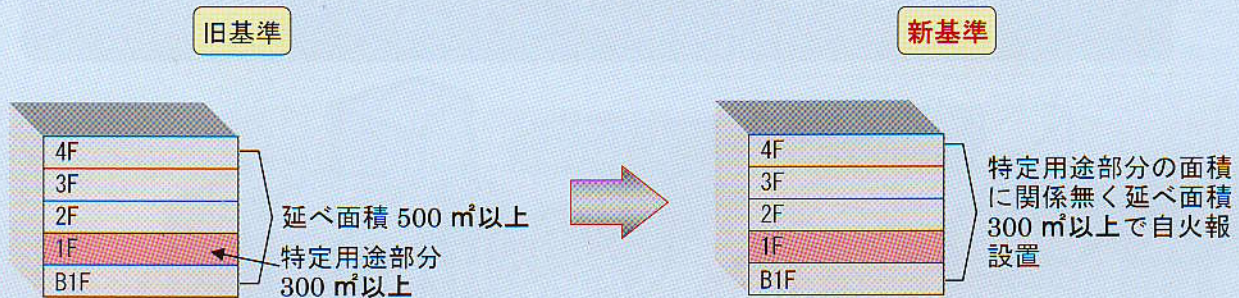 旧基準
新基準
4F
3F
2F
1F
B1F
延べ面積 500 ㎡以上
特定用途部分
300 ㎡以上
4F
3F
2F
1F
B1F
特定用途部分の面積
に関係無く延べ面積
300 ㎡以上で自火報
設置